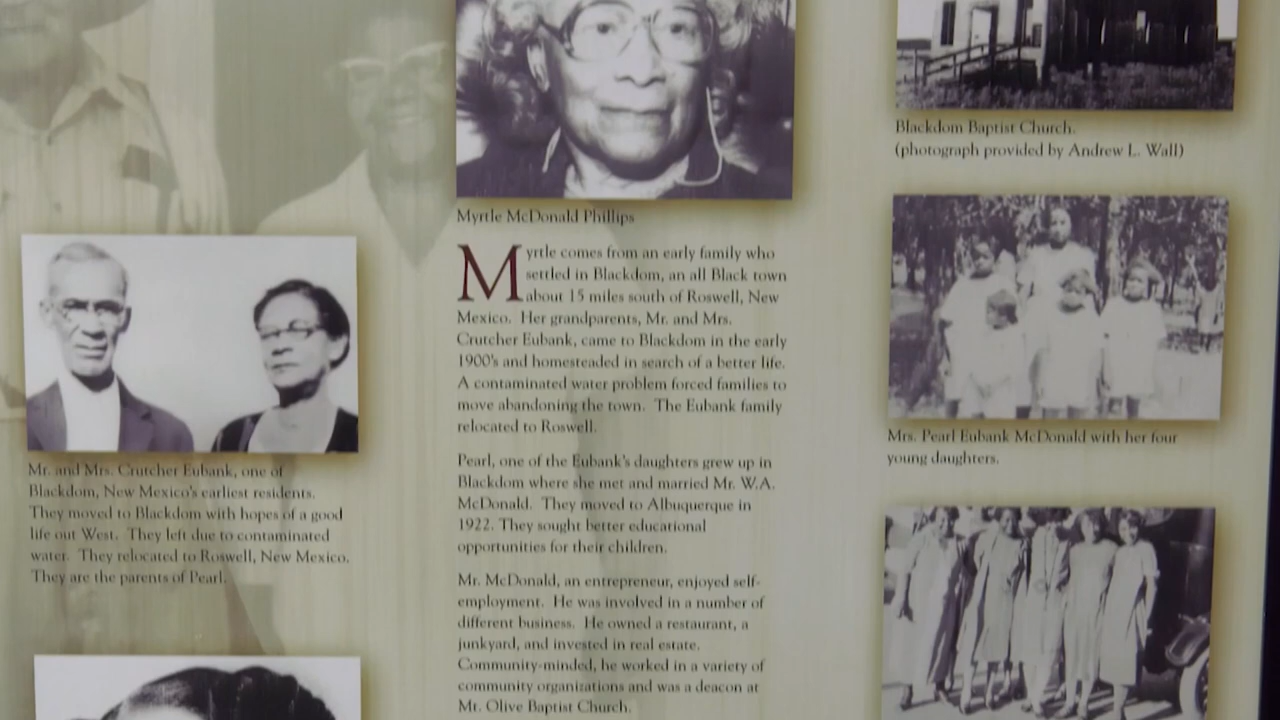 Mr. and Mrs. Crutcher Eubank, one of
Blackdom, New Mexico's earliest residents.
They moved to Blackdom with hopes of a good
life out West. They left due to contaminated
water. They relocated to Roswell, New Mexico.
They are the parents of Pearl.
Myrtle McDonald Phillips
Myrtle comes from an early family who
settled in Blackdom, an all Black town
about 15 miles south of Roswell, New
Mexico. Her grandparents, Mr. and Mrs.
Crutcher Eubank, came to Blackdom in the early
1900's and homesteaded in search of a better life.
A contaminated water problem forced families to
move abandoning the town. The Eubank family
relocated to Roswell.
Pearl, one of the Eubank's daughters grew up in
Blackdom where she met and married Mr. W.A.
McDonald. They moved to Albuquerque in
1922. They sought better educational
opportunities for their children.
Mr. McDonald, an entrepreneur, enjoyed self-
employment. He was involved in a number of
different business. He owned a restaurant, a
junkyard, and invested in real estate.
Community-minded, he worked in a variety of
community organizations and was a deacon at
Mt. Olive Baptist Church.
Blackdom Baptist Church.
(photograph provided by Andrew L. Wall)
Mrs. Pearl Eubank McDonald with her four
young daughters.